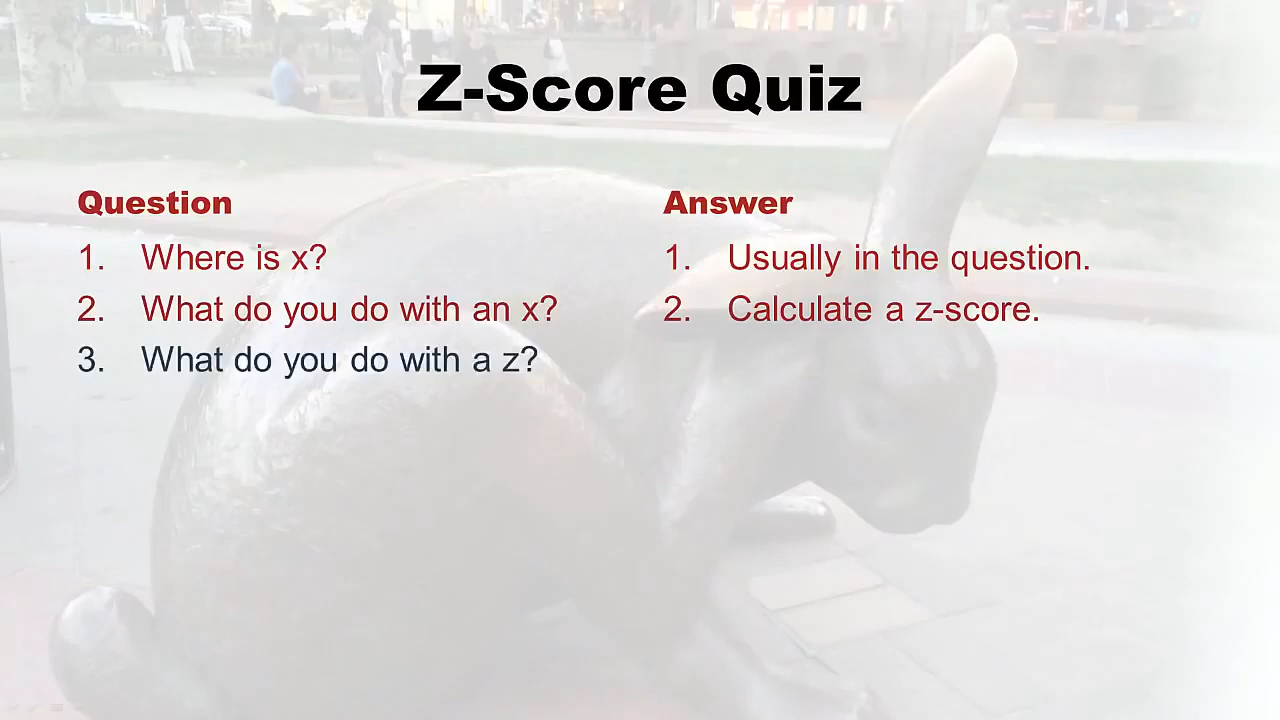 Z-Score Quiz
Question
1. Where is x?
2. What do you do with an x?
3. What do you do with a z?
Answer
1. Usually in the question.
2. Calculate a z-score.